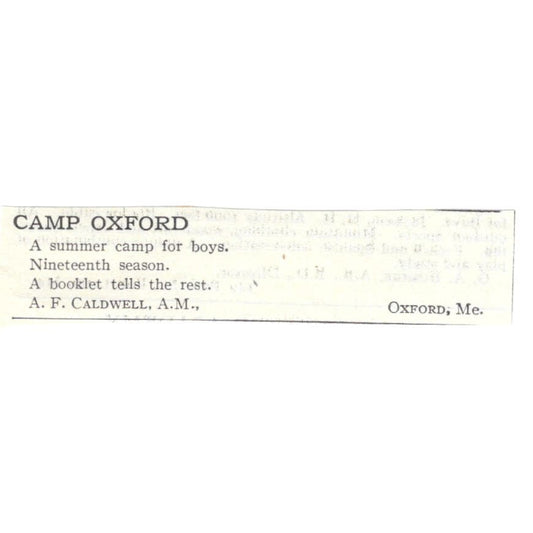 CAMP OXFORD
A summer camp for boys.
Nineteenth season.
A booklet tells the rest.
A. F. CALDWELL, A.M., OXFORD, Me.